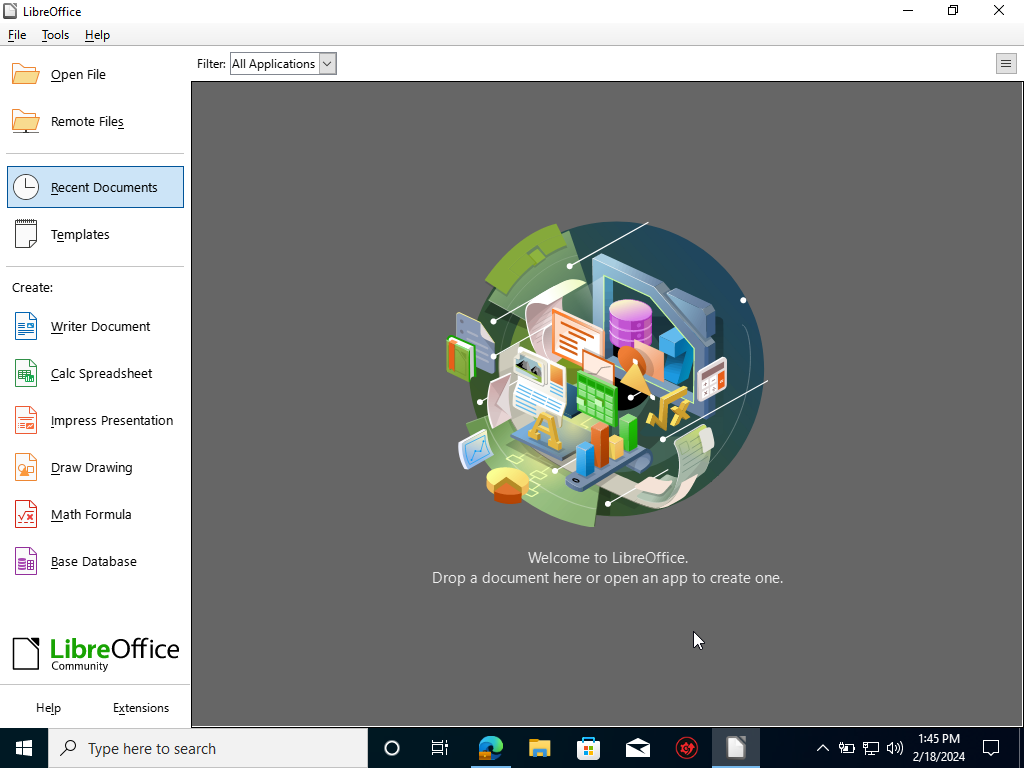 LibreOffice
File Tools Help
Open File
Remote Files
Recent Documents
Templates
Create:
Writer Document
Calc Spreadsheet
Impress Presentation
Draw Drawing
Math Formula
Base Database
LibreOffice
Community
Help Extensions
Filter: All Applications
Welcome to LibreOffice.
Drop a document here or open an app to create one.
Type here to search
1:45 PM
2/18/2024